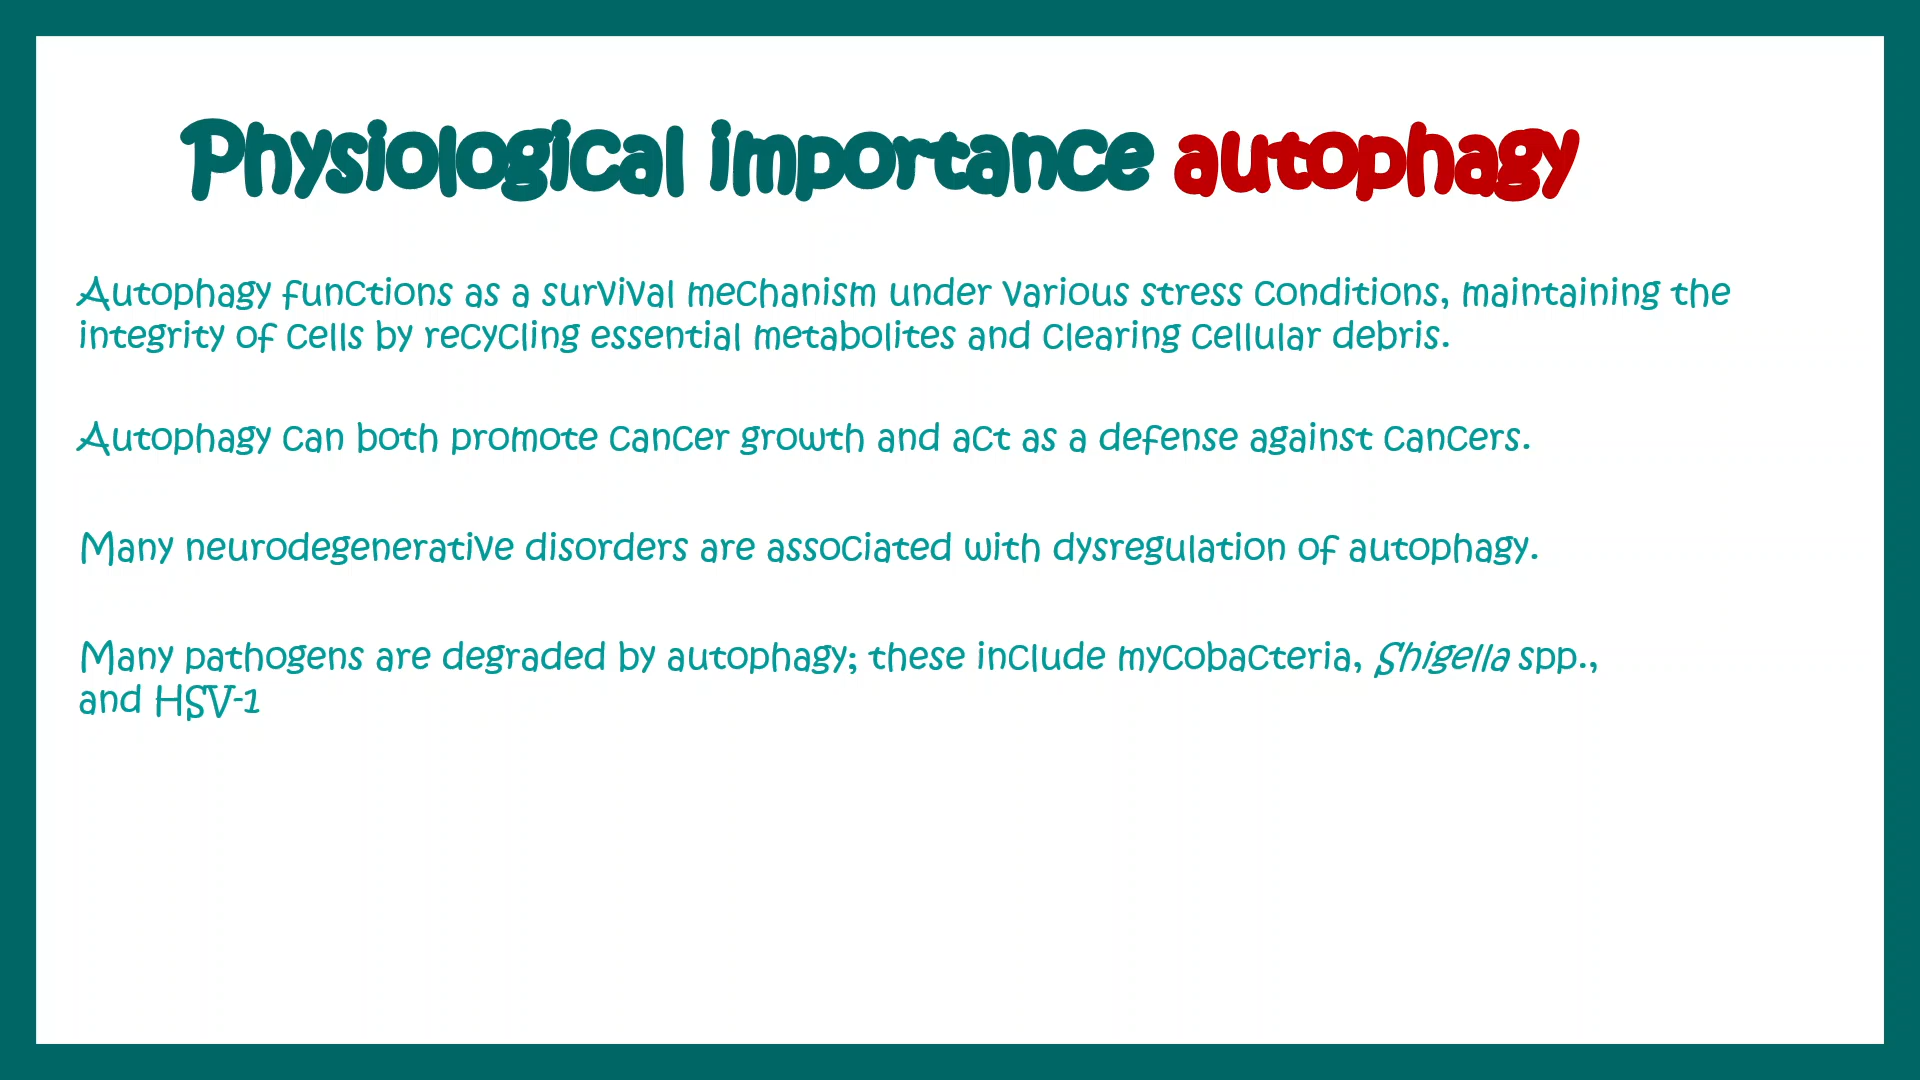 Physiological importance autophagy
Autophagy functions as a survival mechanism under various stress conditions, maintaining the
integrity of cells by recycling essential metabolites and clearing cellular debris.
Autophagy can both promote cancer growth and act as a defense against cancers.
Many neurodegenerative disorders are associated with dysregulation of autophagy.
Many pathogens are degraded by autophagy; these include mycobacteria, Shigella spp.,
and HSV-1